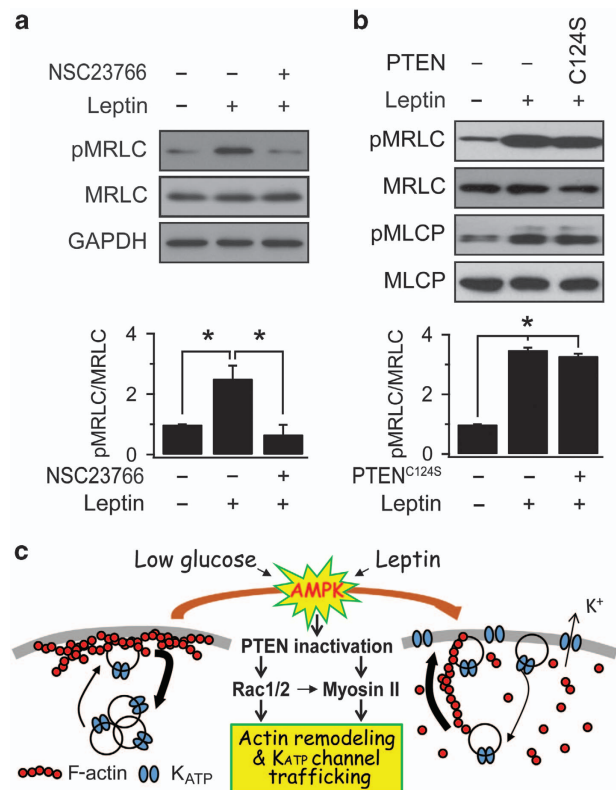 a
NSC23766 – – +
Leptin – + +
pMRLC
MRLC
GAPDH
pMRLC/MRLC
4
2
0
* *
NSC23766 – – +
Leptin – + +
b
PTEN – – C124S
Leptin – + +
pMRLC
MRLC
pMLCP
MLCP
pMRLC/MRLC
4
2
0
*
PTENC124S – – +
Leptin – + +
c
Low glucose Leptin
AMPK
PTEN inactivation
Rac1/2 → Myosin II
Actin remodeling
& KATP channel
trafficking
K+
F-actin KATP